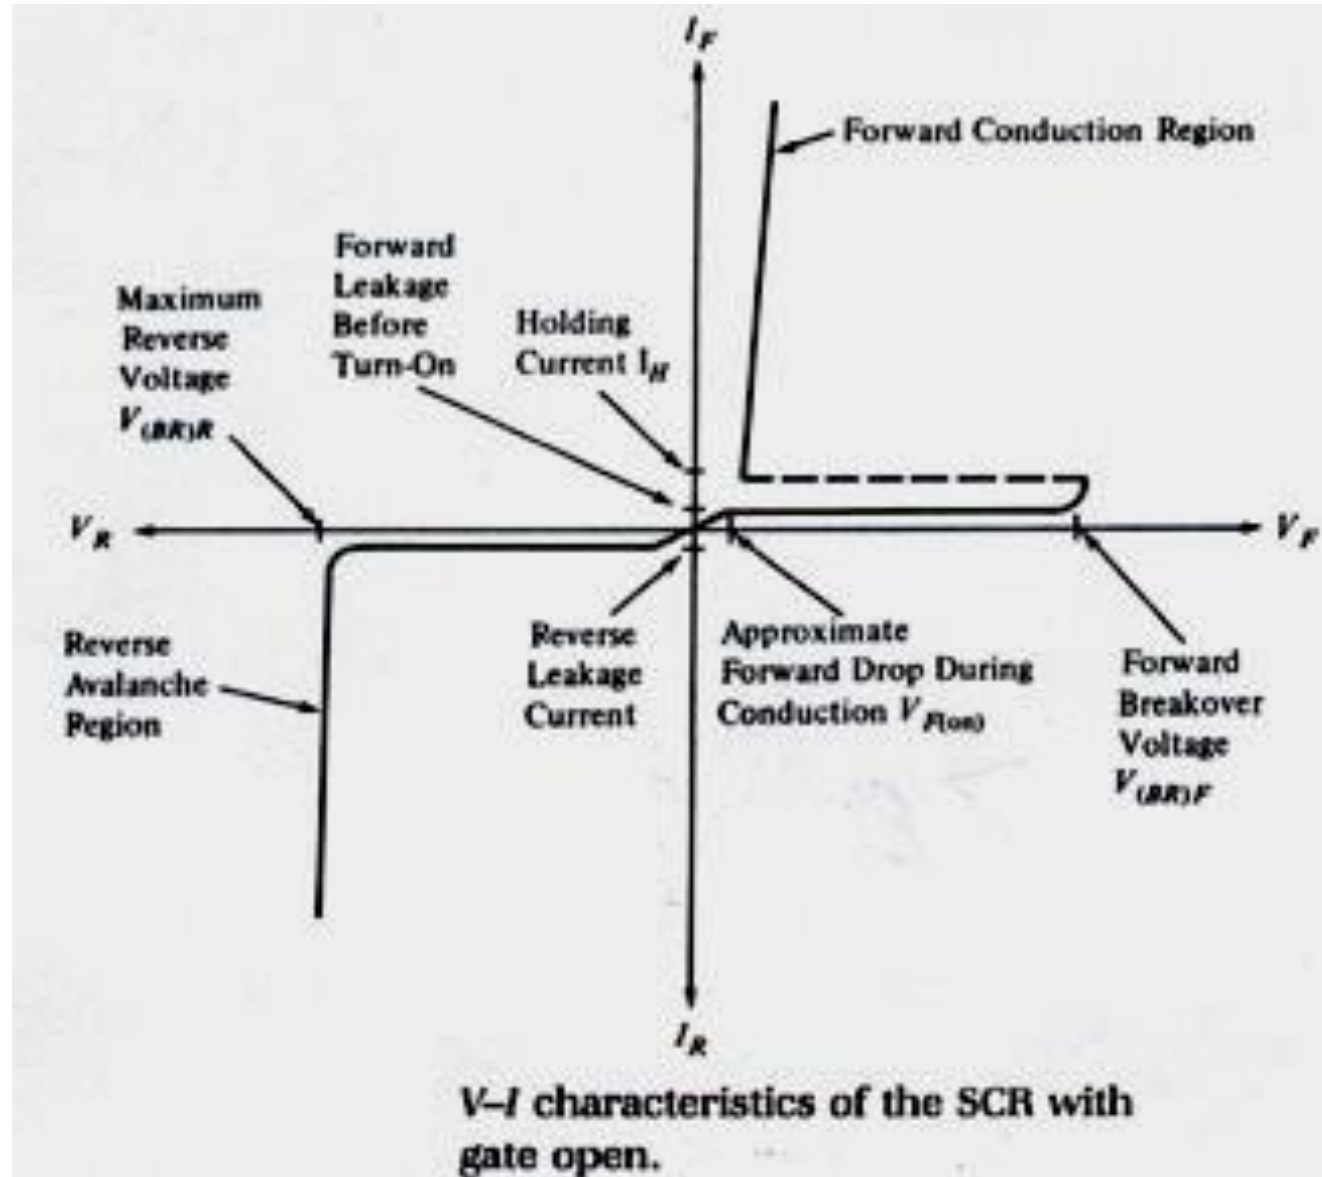 I_F
Forward Conduction Region
Forward
Leakage
Before
Turn-On
Maximum
Reverse
Voltage
V_(BR)R
Holding
Current I_H
V_R
V_F
Reverse
Avalanche
Region
Reverse
Leakage
Current
Approximate
Forward Drop During
Conduction V_F(on)
Forward
Breakover
Voltage
V_(BR)F
I_R
V–I characteristics of the SCR with
gate open.